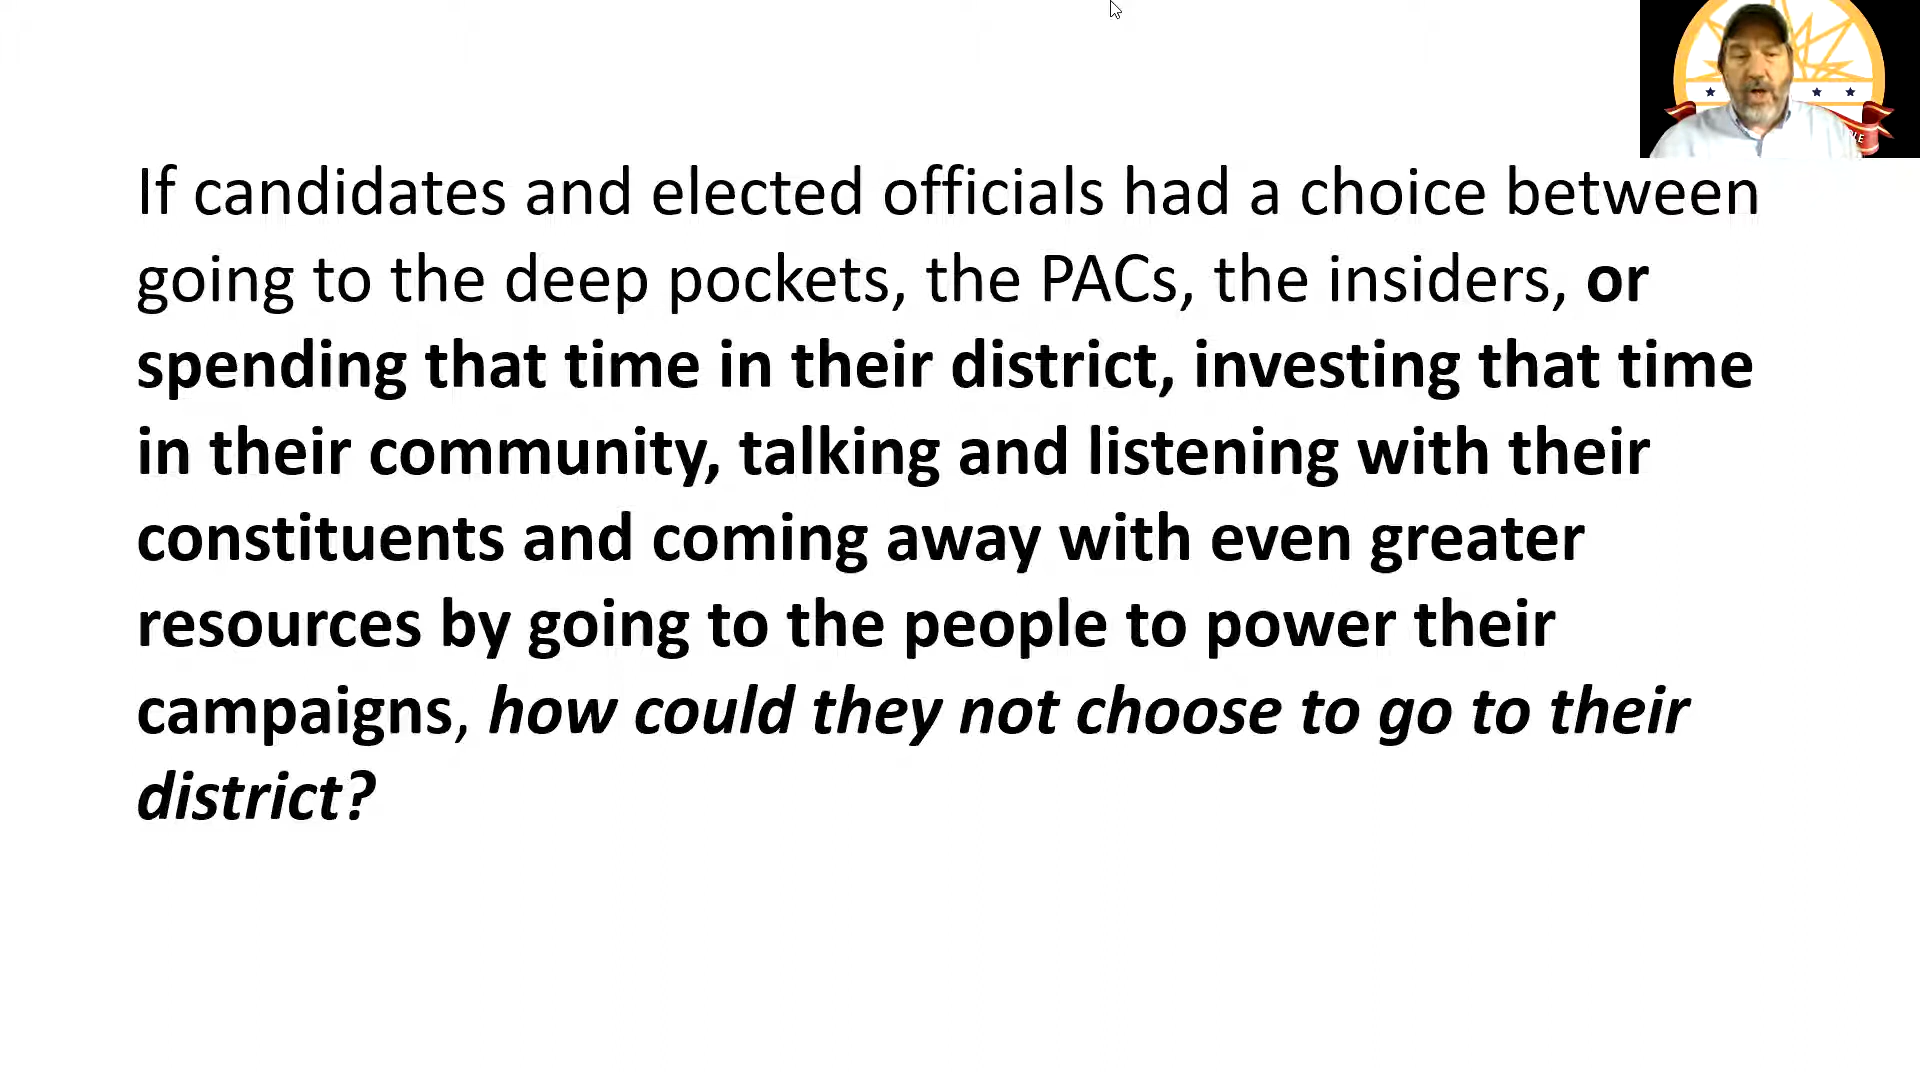 If candidates and elected officials had a choice between
going to the deep pockets, the PACs, the insiders, or
spending that time in their district, investing that time
in their community, talking and listening with their
constituents and coming away with even greater
resources by going to the people to power their
campaigns, how could they not choose to go to their
district?